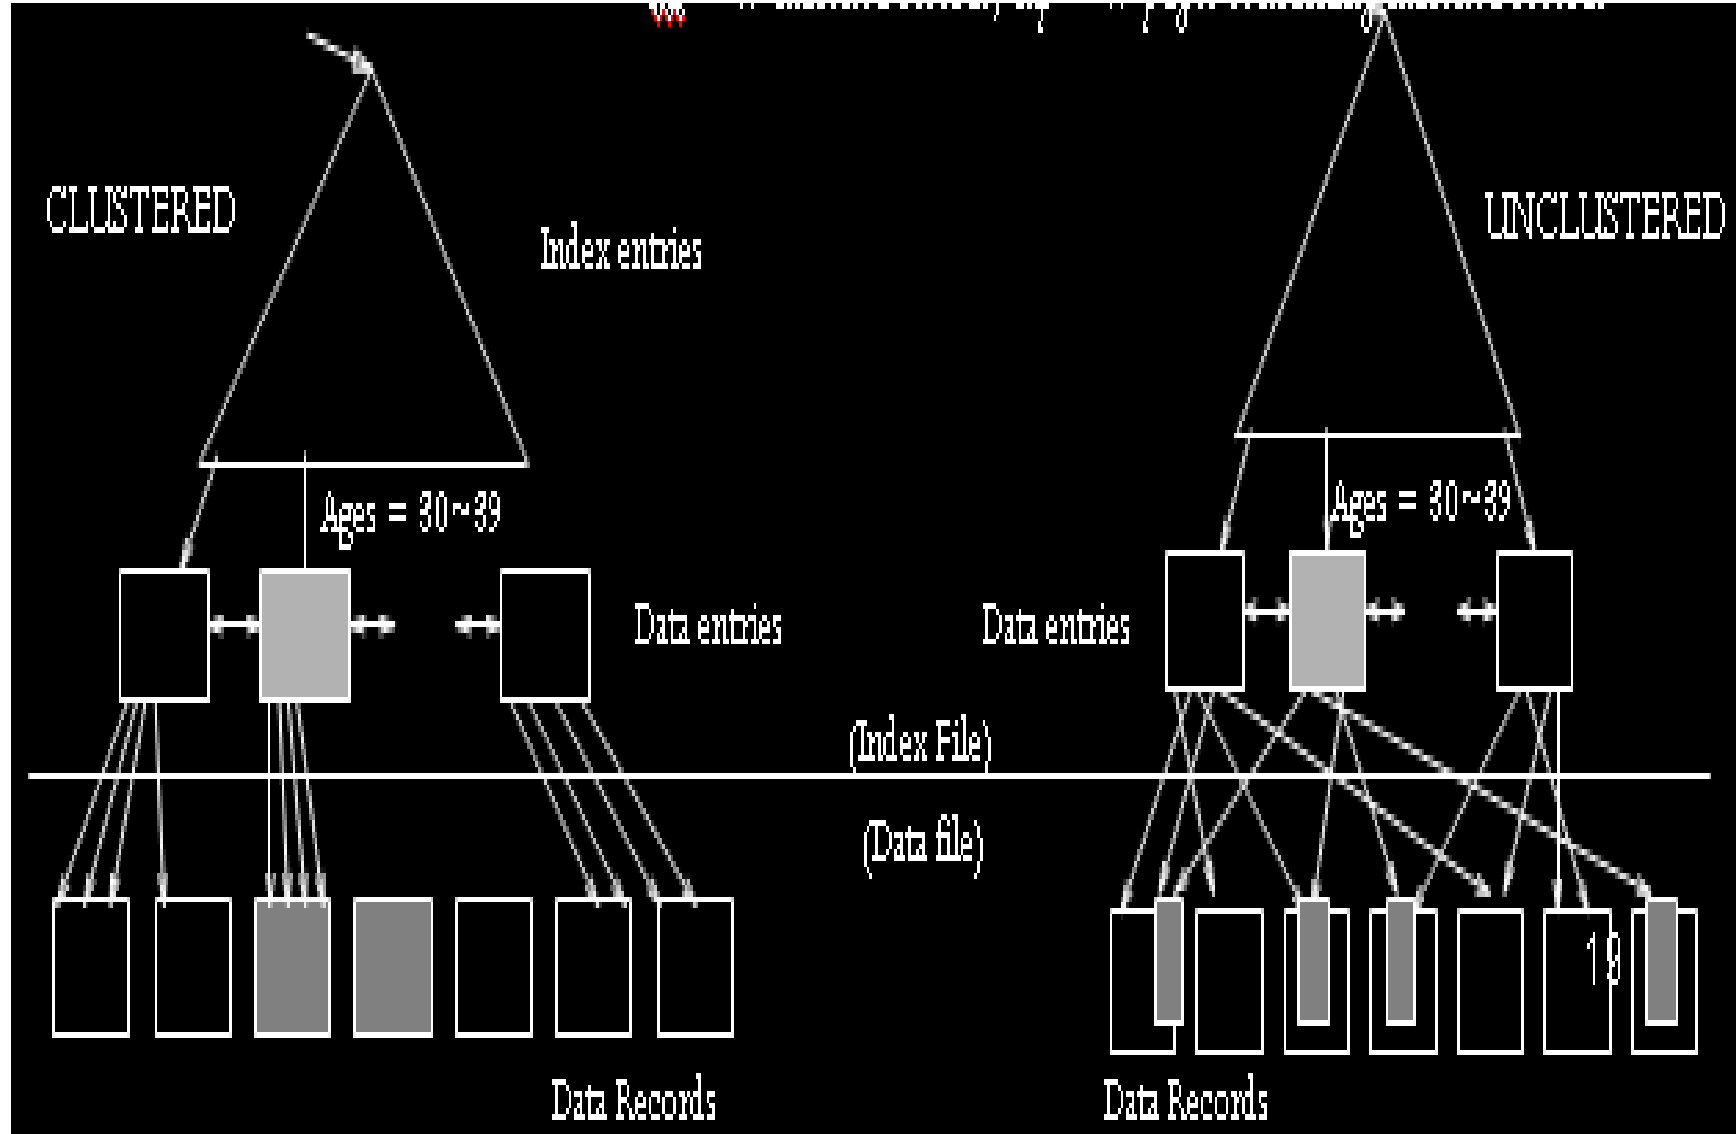 CLUSTERED
Index entries
UNCLUSTERED
Ages = 30~39
Ages = 30~39
Data entries
Data entries
(Index File)
(Data file)
19
Data Records
Data Records